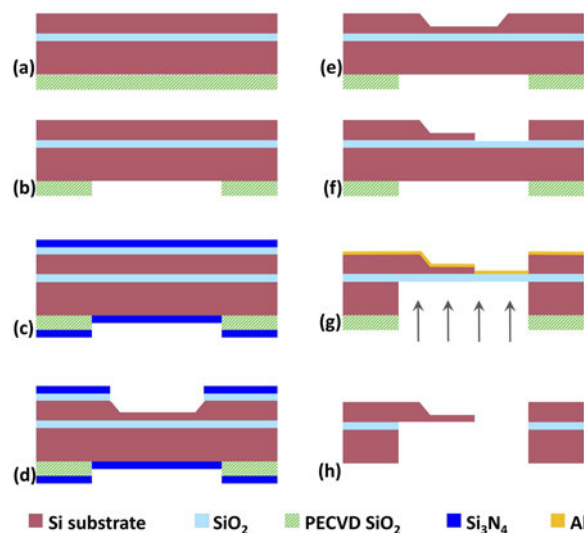 (a)
(b)
(c)
(d)
(e)
(f)
(g)
(h)
Si substrate SiO2 PECVD SiO2 Si3N4 Al